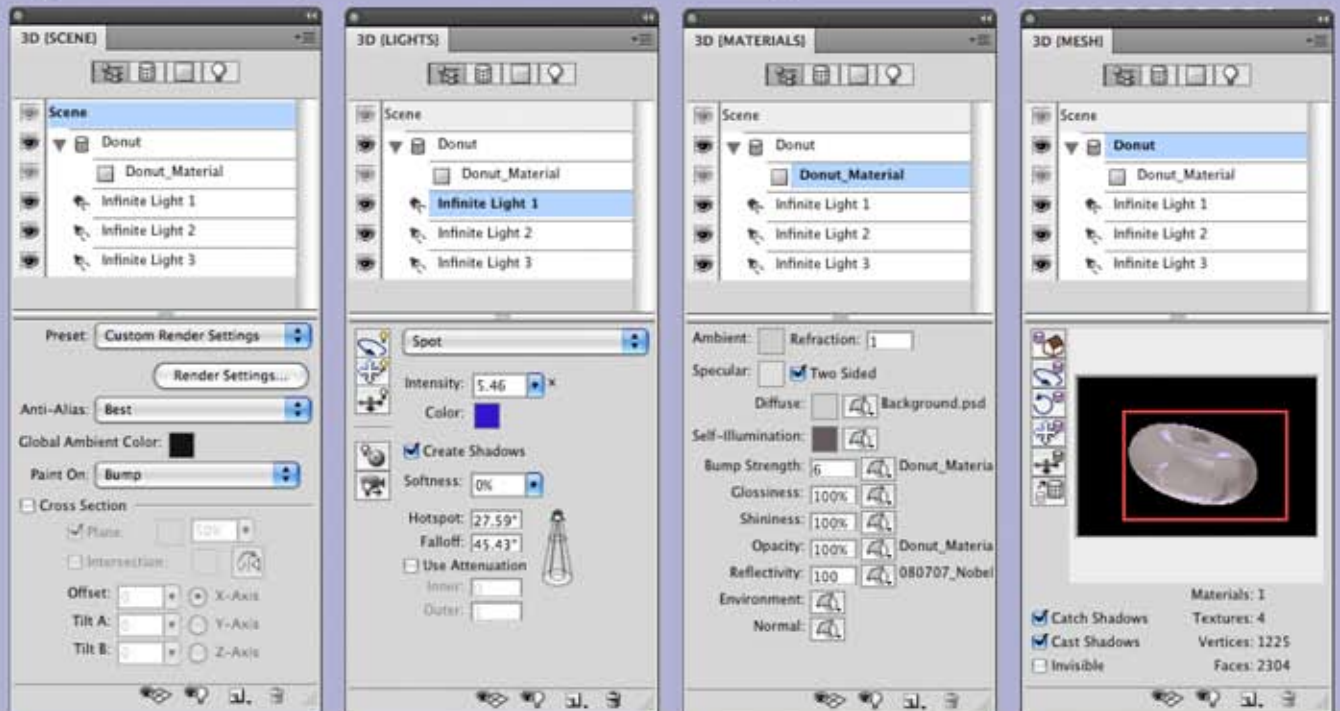 3D {SCENE}
Scene
Donut
Donut_Material
Infinite Light 1
Infinite Light 2
Infinite Light 3
Preset: Custom Render Settings
Render Settings...
Anti-Alias: Best
Global Ambient Color:
Paint On: Bump
Cross Section
Plane: 50%
Intersection:
Offset: 0 X-Axis
Tilt A: 0 Y-Axis
Tilt B: 0 Z-Axis
3D {LIGHTS}
Scene
Donut
Donut_Material
Infinite Light 1
Infinite Light 2
Infinite Light 3
Spot
Intensity: 5.46 x
Color:
Create Shadows
Softness: 0%
Hotspot: 27.59°
Falloff: 45.43°
Use Attenuation
Inner:
Outer:
3D {MATERIALS}
Scene
Donut
Donut_Material
Infinite Light 1
Infinite Light 2
Infinite Light 3
Ambient: Refraction: 1
Specular: Two Sided
Diffuse: Background.psd
Self-Illumination:
Bump Strength: 6 Donut_Materia
Glossiness: 100%
Shininess: 100%
Opacity: 100% Donut_Materia
Reflectivity: 100 080707_Nobel
Environment:
Normal:
3D {MESH}
Scene
Donut
Donut_Material
Infinite Light 1
Infinite Light 2
Infinite Light 3
Materials: 1
Catch Shadows Textures: 4
Cast Shadows Vertices: 1225
Invisible Faces: 2304